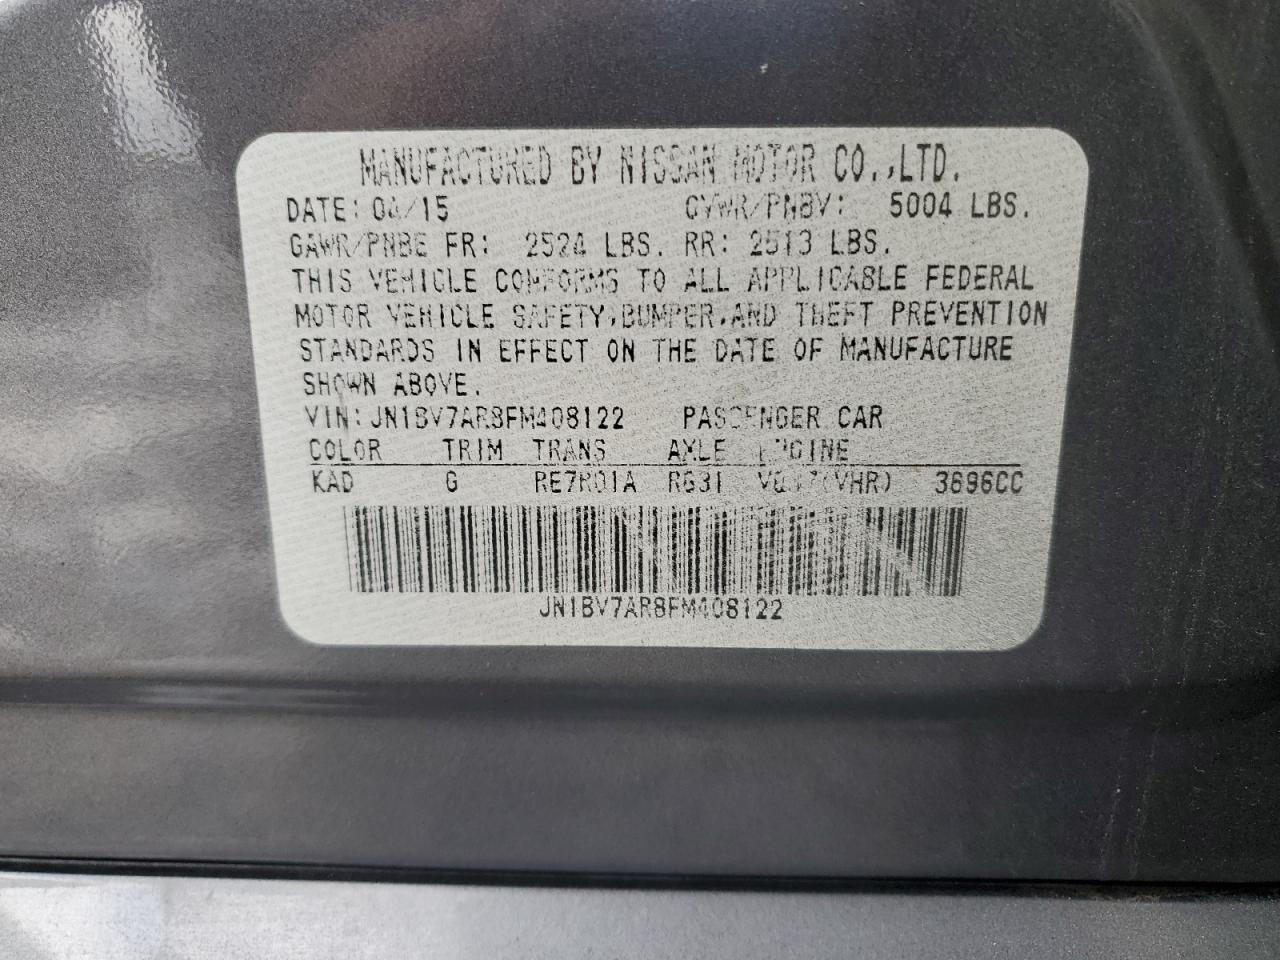 MANUFACTURED BY NISSAN MOTOR CO.,LTD.
DATE: 04/15 GVWR/PNBV: 5004 LBS.
GAWR/PNBE FR: 2524 LBS. RR: 2513 LBS.
THIS VEHICLE CONFORMS TO ALL APPLICABLE FEDERAL
MOTOR VEHICLE SAFETY,BUMPER,AND THEFT PREVENTION
STANDARDS IN EFFECT ON THE DATE OF MANUFACTURE
SHOWN ABOVE.
VIN:JN1BV7AR8FM408122 PASSENGER CAR
COLOR TRIM TRANS AXLE ENGINE
KAD G RE7R01A RG31 VQ37(VHR) 3696CC
JN1BV7AR8FM408122